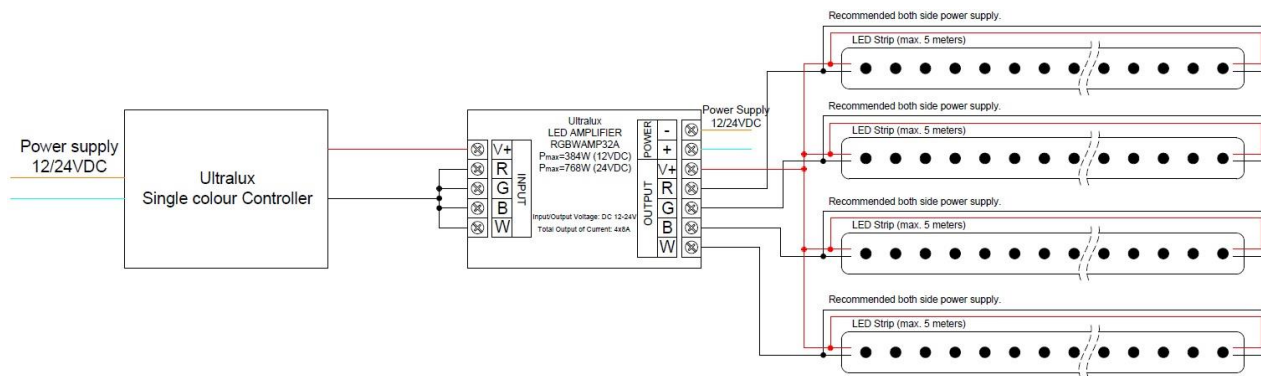 Power supply
12/24VDC
Ultralux
Single colour Controller
V+
R
G
B
W
INPUT
Ultralux
LED AMPLIFIER
RGBWAMP32A
Pmax=384W (12VDC)
Pmax=768W (24VDC)
Input/Output Voltage: DC 12-24V
Total Output of Current: 4x8A
POWER
-
+
OUTPUT
V+
R
G
B
W
Power Supply
12/24VDC
Recommended both side power supply.
LED Strip (max. 5 meters)
Recommended both side power supply.
LED Strip (max. 5 meters)
Recommended both side power supply.
LED Strip (max. 5 meters)
Recommended both side power supply.
LED Strip (max. 5 meters)